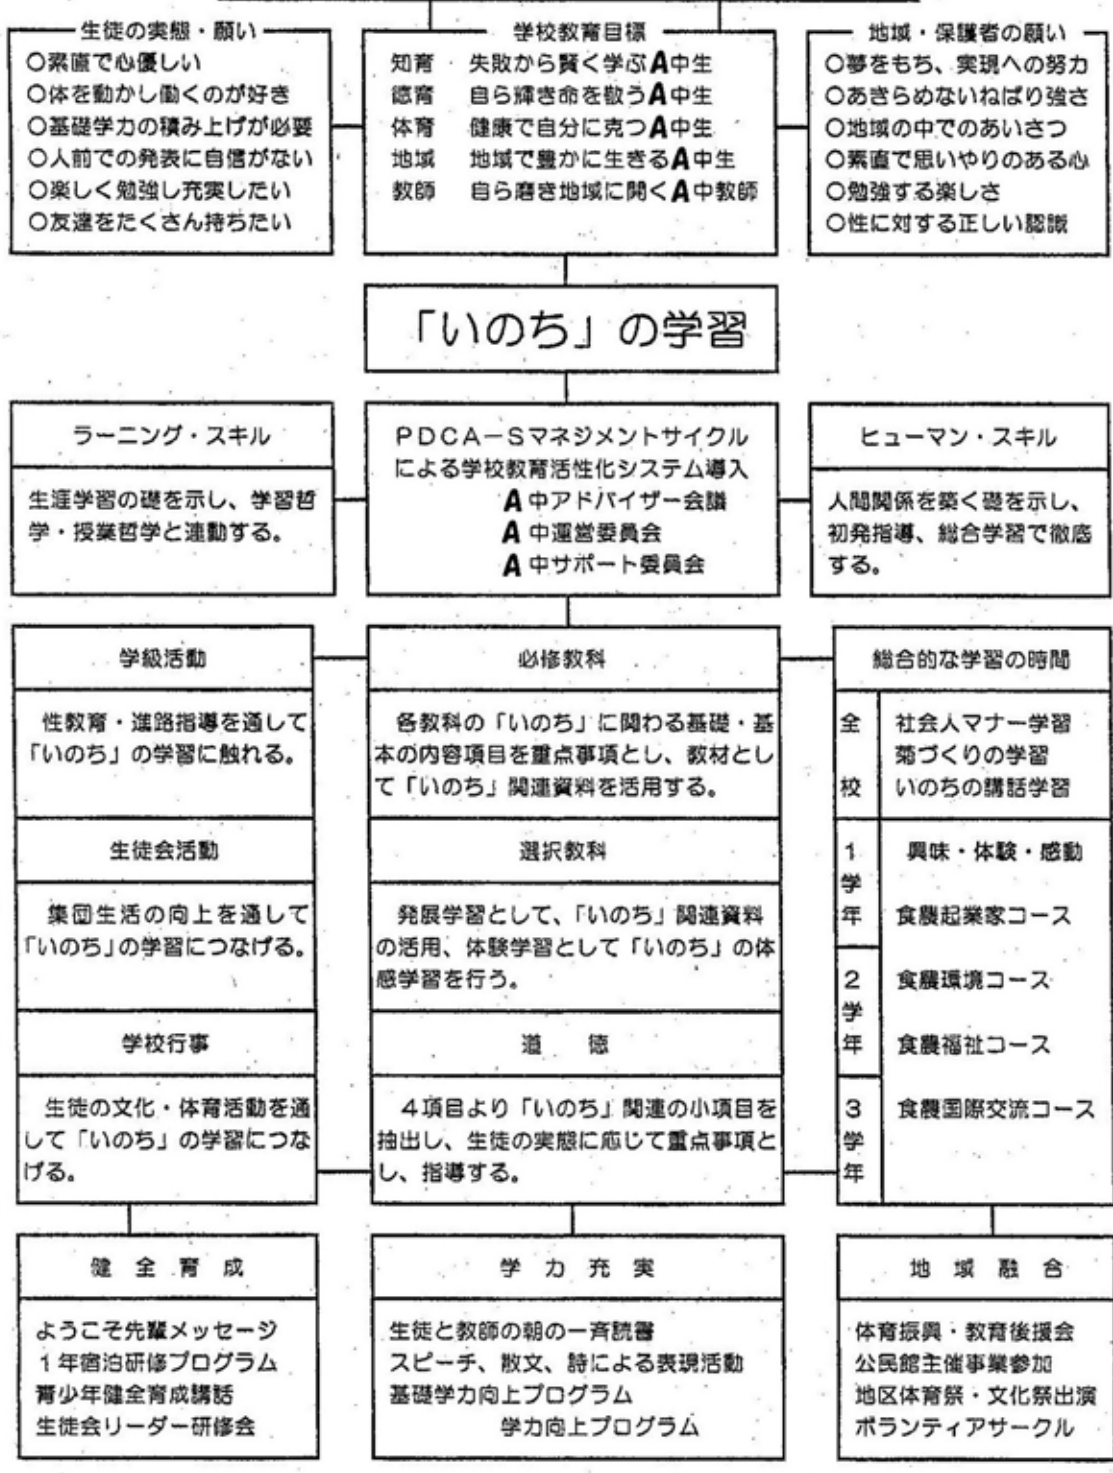 生徒の実態・願い
○素直で心優しい
○体を動かし働くのが好き
○基礎学力の積み上げが必要
○人前での発表に自信がない
○楽しく勉強し充実したい
○友達をたくさん持ちたい
学校教育目標
知育 失敗から賢く学ぶA中生
徳育 自ら輝き命を敬うA中生
体育 健康で自分に克つA中生
地域 地域で豊かに生きるA中生
教師 自ら磨き地域に開くA中教師
地域・保護者の願い
○夢をもち、実現への努力
○あきらめないねばり強さ
○地域の中でのあいさつ
○素直で思いやりのある心
○勉強する楽しさ
○性に対する正しい認識
「いのち」の学習
ラーニング・スキル
生涯学習の礎を示し、学習哲
学・授業哲学と連動する。
PDCA-Sマネジメントサイクル
による学校教育活性化システム導入
A中アドバイザー会議
A中運営委員会
A中サポート委員会
ヒューマン・スキル
人間関係を築く礎を示し、
初発指導、総合学習で徹底
する。
学級活動
性教育・進路指導を通して
「いのち」の学習に触れる。
生徒会活動
集団生活の向上を通して
「いのち」の学習につなげる。
学校行事
生徒の文化・体育活動を通
して「いのち」の学習につな
げる。
必修教科
各教科の「いのち」に関わる基礎・基
本の内容項目を重点事項とし、教材とし
て「いのち」関連資料を活用する。
選択教科
発展学習として、「いのち」関連資料
の活用、体験学習として「いのち」の体
感学習を行う。
道 徳
4項目より「いのち」関連の小項目を
抽出し、生徒の実態に応じて重点事項と
し、指導する。
総合的な学習の時間
全校
社会人マナー学習
菊づくりの学習
いのちの講話学習
1学年
興味・体験・感動
食農起業家コース
2学年
食農環境コース
食農福祉コース
3学年
食農国際交流コース
健 全 育 成
ようこそ先輩メッセージ
1年宿泊研修プログラム
青少年健全育成講話
生徒会リーダー研修会
学 力 充 実
生徒と教師の朝の一斉読書
スピーチ、散文、詩による表現活動
基礎学力向上プログラム
学力向上プログラム
地 域 融 合
体育振興・教育後援会
公民館主催事業参加
地区体育祭・文化祭出演
ボランティアサークル